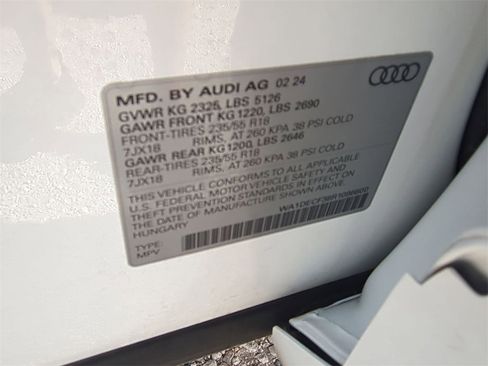 MFD. BY AUDI AG 02 24
GVWR KG 2325, LBS 5126
GAWR FRONT KG 1220, LBS 2690
FRONT-TIRES 235/55 R18
7JX18 RIMS, AT 260 KPA 38 PSI COLD
GAWR REAR KG 1200, LBS 2646
REAR-TIRES 235/55 R18
7JX18 RIMS, AT 260 KPA 38 PSI COLD
THIS VEHICLE CONFORMS TO ALL APPLICABLE
U.S. FEDERAL MOTOR VEHICLE SAFETY AND
THEFT PREVENTION STANDARDS IN EFFECT ON
THE DATE OF MANUFACTURE SHOWN ABOVE.
HUNGARY
TYPE:
MPV